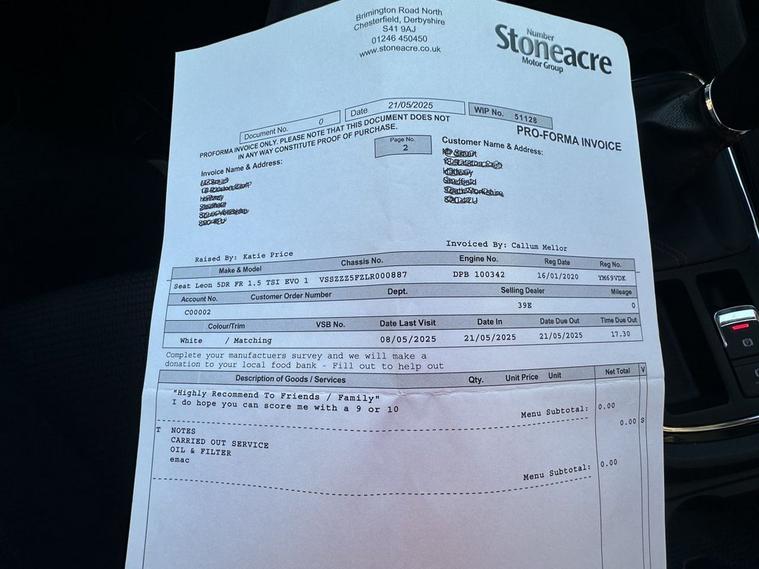 Brimington Road North
Chesterfield, Derbyshire
S41 9AJ
01246 450450
www.stoneacre.co.uk
Number
Stoneacre
Motor Group
Document No. 0 Date 21/05/2025 WIP No. 51128
PROFORMA INVOICE ONLY. PLEASE NOTE THAT THIS DOCUMENT DOES NOT
IN ANY WAY CONSTITUTE PROOF OF PURCHASE.
PRO-FORMA INVOICE
Page No.
2
Invoice Name & Address:
Customer Name & Address:
Raised By: Katie Price Invoiced By: Callum Mellor
Make & Model Chassis No. Engine No. Reg Date Reg No.
Seat Leon 5DR FR 1.5 TSI EVO 1 VSSZZZ5FZLR000887 DPB 100342 16/01/2020 YM69VDK
Account No. Customer Order Number Dept. Selling Dealer Mileage
C00002 39E 0
Colour/Trim VSB No. Date Last Visit Date In Date Due Out Time Due Out
White / Matching 08/05/2025 21/05/2025 21/05/2025 17.30
Complete your manufactuers survey and we will make a
donation to your local food bank - Fill out to help out
Description of Goods / Services Qty. Unit Price Unit Net Total V
"Highly Recommend To Friends / Family"
I do hope you can score me with a 9 or 10
Menu Subtotal: 0.00
0.00 S
T NOTES
CARRIED OUT SERVICE
OIL & FILTER
emac
Menu Subtotal: 0.00